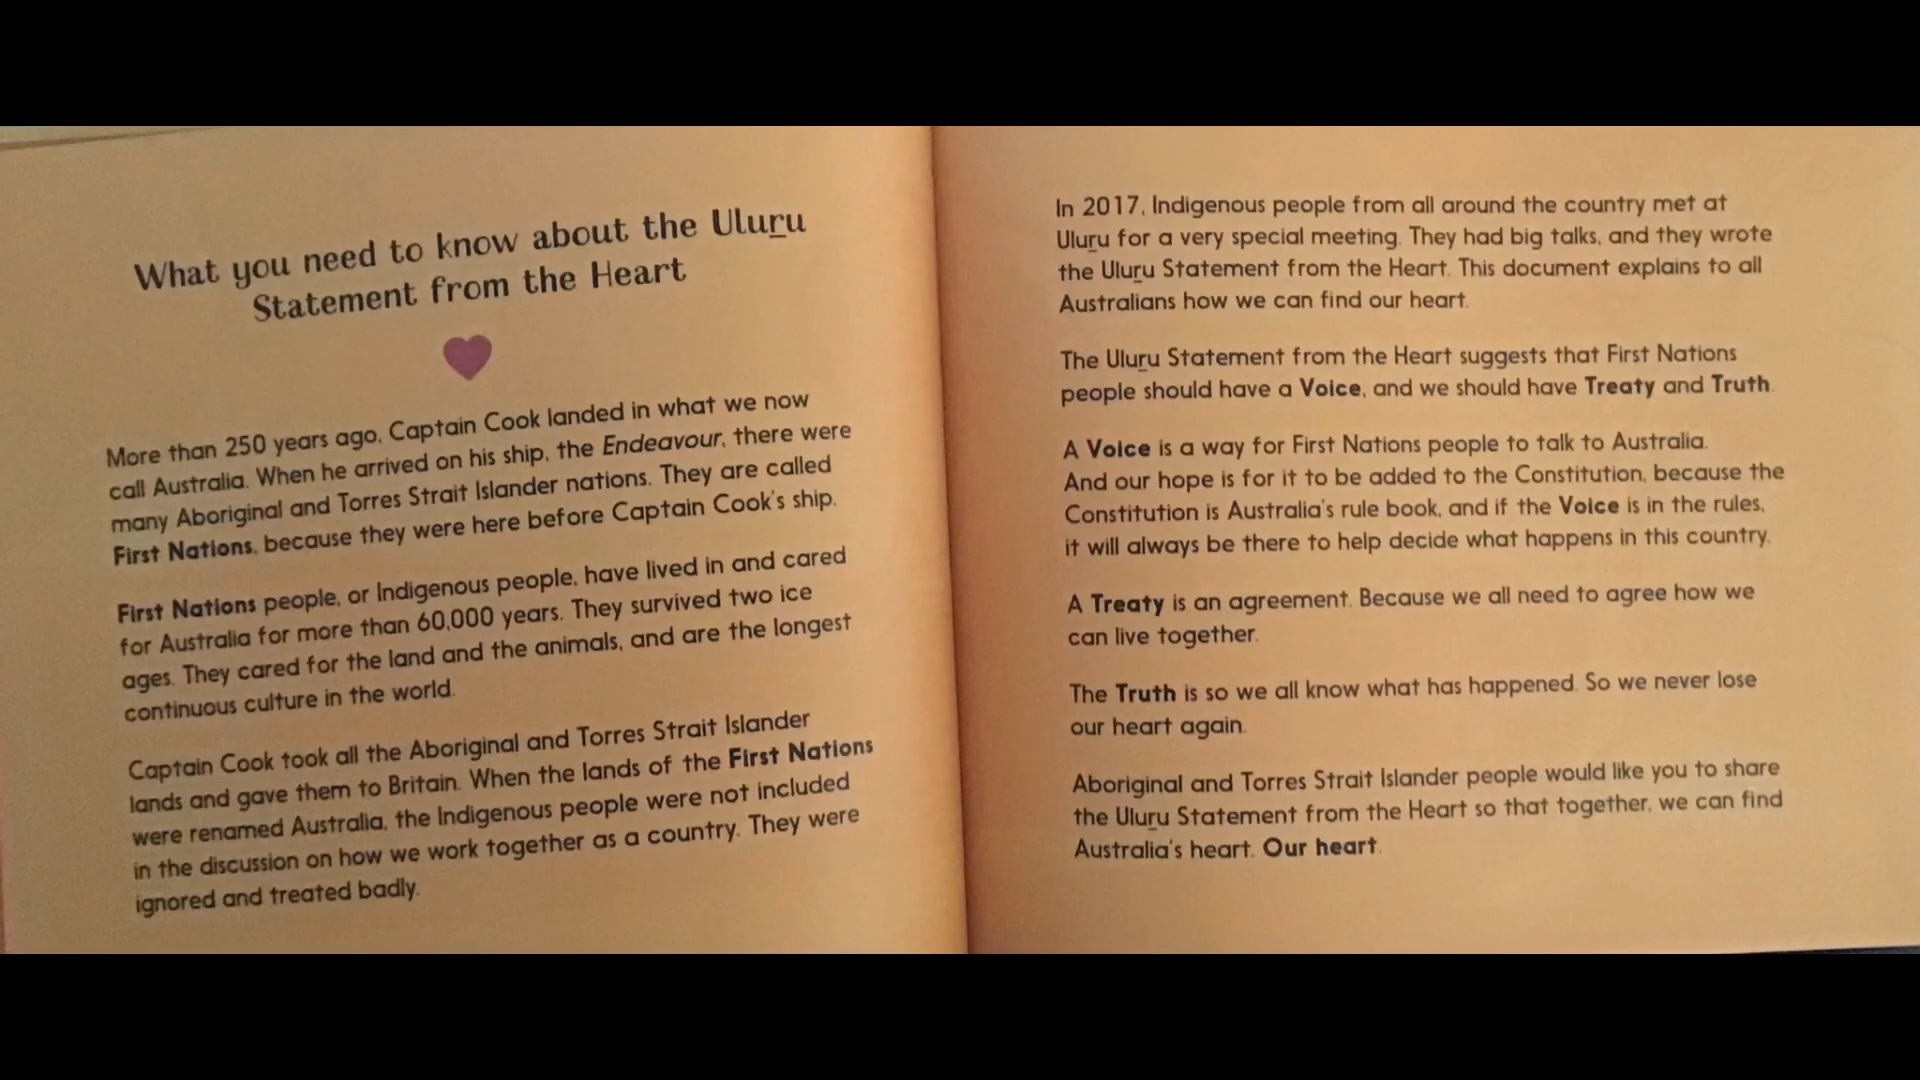 What you need to know about the Uluṟu
Statement from the Heart
More than 250 years ago, Captain Cook landed in what we now
call Australia. When he arrived on his ship, the Endeavour, there were
many Aboriginal and Torres Strait Islander nations. They are called
First Nations, because they were here before Captain Cook's ship.
First Nations people, or Indigenous people, have lived in and cared
for Australia for more than 60,000 years. They survived two ice
ages. They cared for the land and the animals, and are the longest
continuous culture in the world.
Captain Cook took all the Aboriginal and Torres Strait Islander
lands and gave them to Britain. When the lands of the First Nations
were renamed Australia, the Indigenous people were not included
in the discussion on how we work together as a country. They were
ignored and treated badly.
In 2017, Indigenous people from all around the country met at
Uluṟu for a very special meeting. They had big talks, and they wrote
the Uluṟu Statement from the Heart. This document explains to all
Australians how we can find our heart.
The Uluṟu Statement from the Heart suggests that First Nations
people should have a Voice, and we should have Treaty and Truth.
A Voice is a way for First Nations people to talk to Australia.
And our hope is for it to be added to the Constitution, because the
Constitution is Australia's rule book, and if the Voice is in the rules,
it will always be there to help decide what happens in this country.
A Treaty is an agreement. Because we all need to agree how we
can live together.
The Truth is so we all know what has happened. So we never lose
our heart again.
Aboriginal and Torres Strait Islander people would like you to share
the Uluṟu Statement from the Heart so that together, we can find
Australia's heart. Our heart.